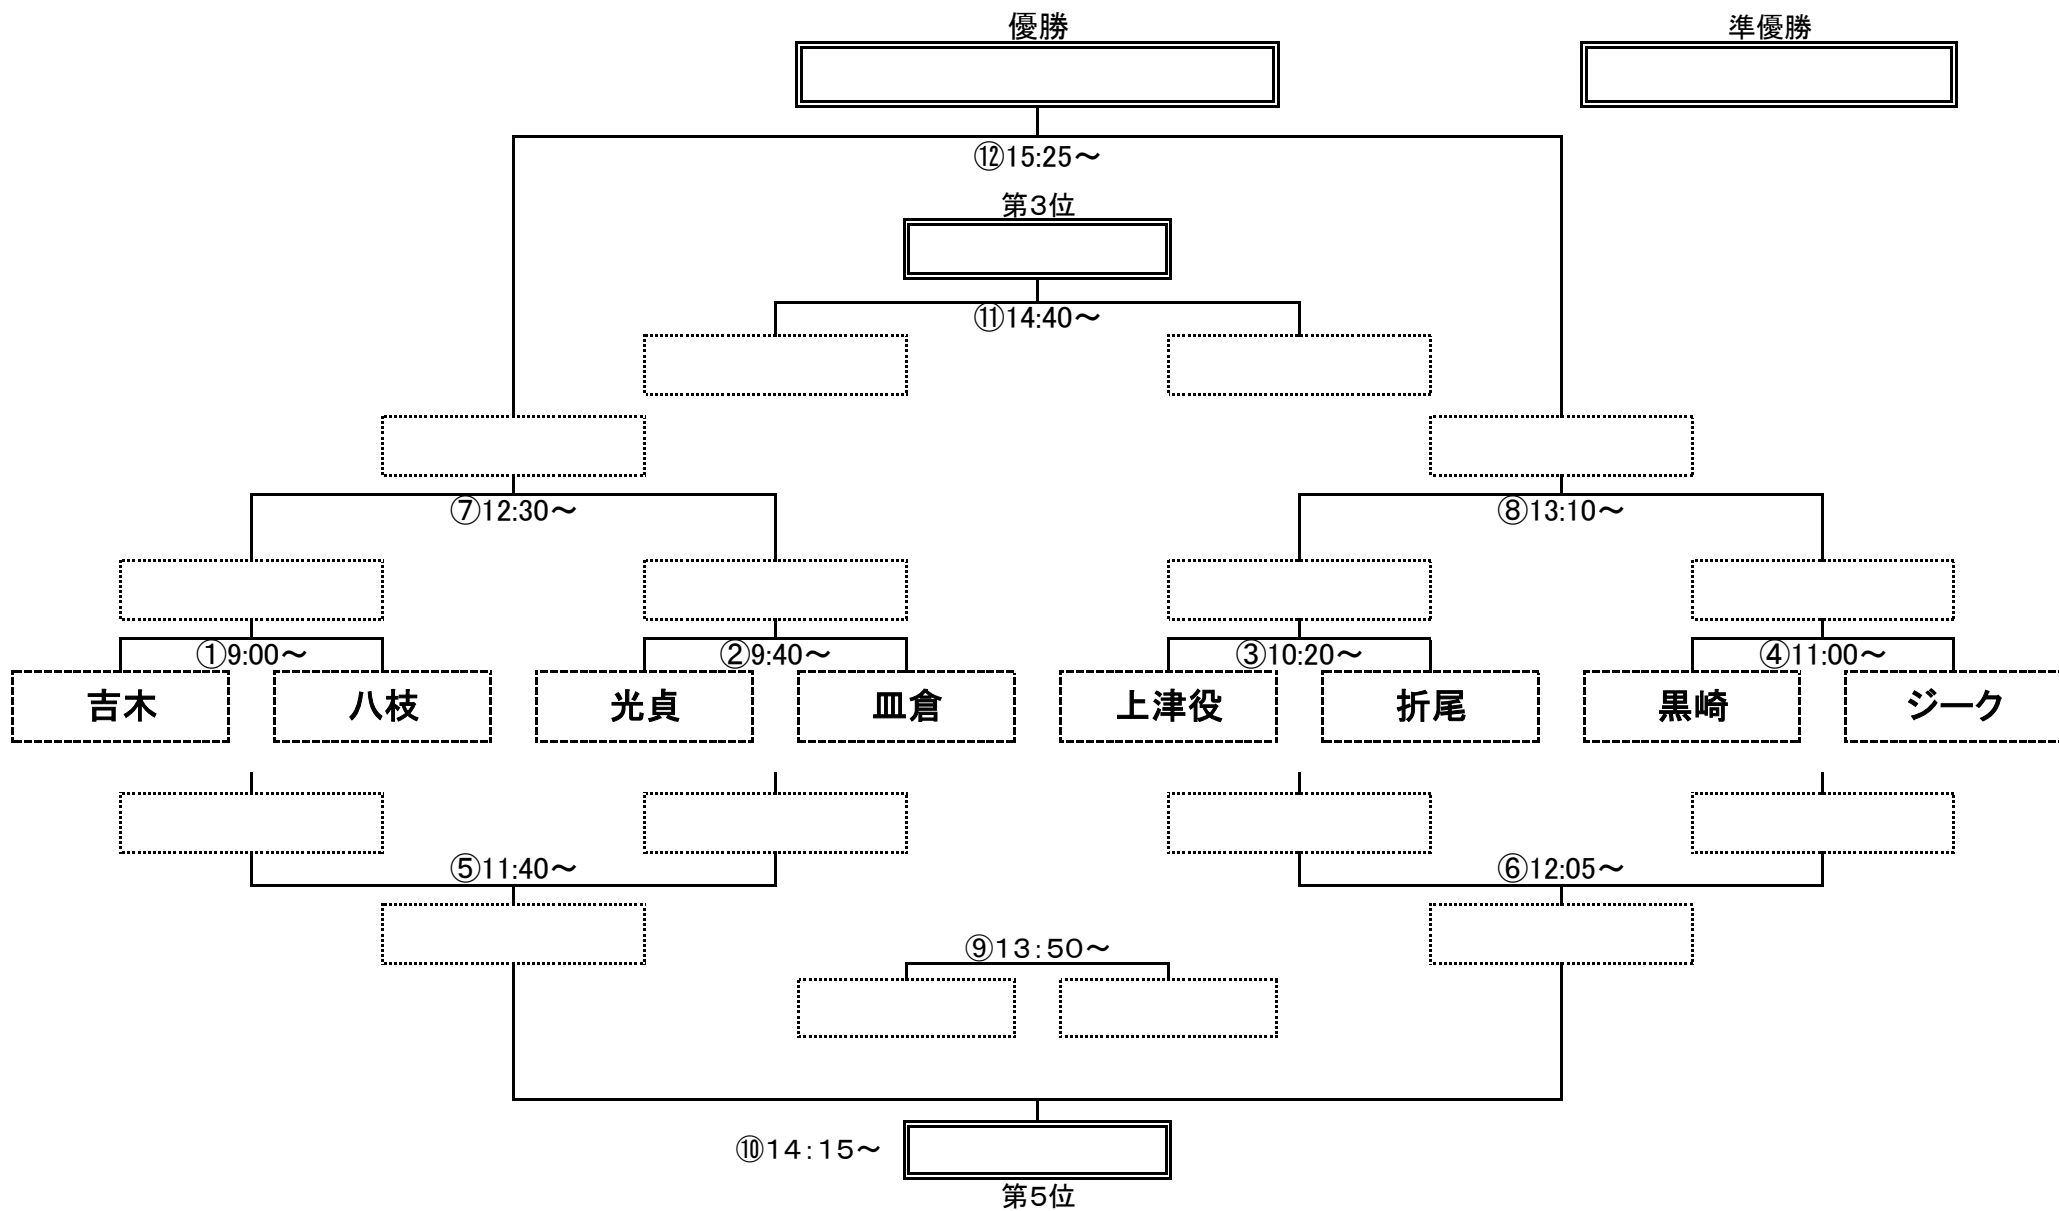 優勝
準優勝
⑫15:25～
第３位
⑪14:40～
⑦12:30～
⑧13:10～
①9:00～
②9:40～
③10:20～
④11:00～
吉木
八枝
光貞
皿倉
上津役
折尾
黒崎
ジーク
⑤11:40～
⑥12:05～
⑨１３：５０～
⑩１４：１５～
第５位